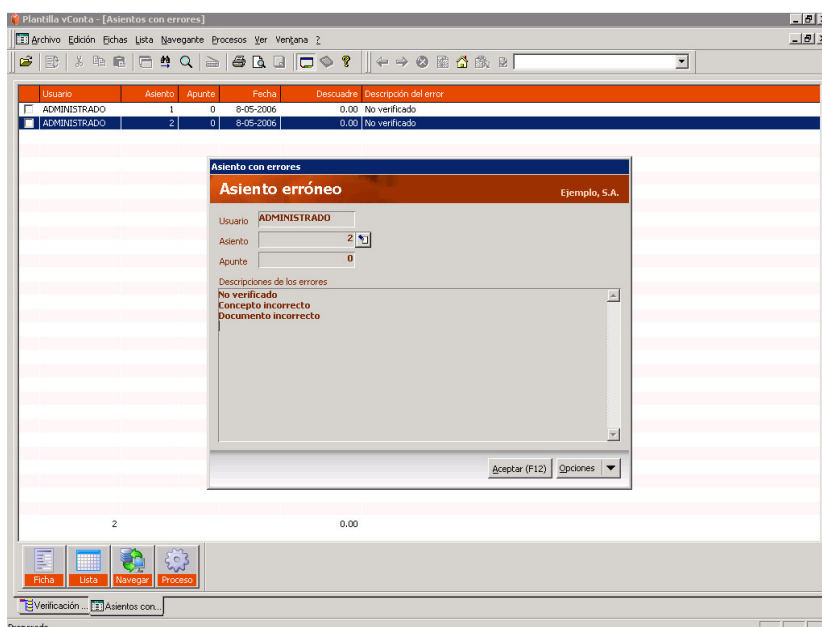 Plantilla vConta - [Asientos con errores]
Archivo Edición Fichas Lista Navegante Procesos Ver Ventana ?
Usuario Asiento Apunte Fecha Descuadre Descripción del error
ADMINISTRADO 1 0 8-05-2006 0.00 No verificado
ADMINISTRADO 2 0 8-05-2006 0.00 No verificado
Asiento con errores
Asiento erróneo Ejemplo, S.A.
Usuario ADMINISTRADO
Asiento 2
Apunte 0
Descripciones de los errores
No verificado
Concepto incorrecto
Documento incorrecto
Aceptar (F12) Opciones
2 0.00
Ficha Lista Navegar Proceso
Verificación ... Asientos con...